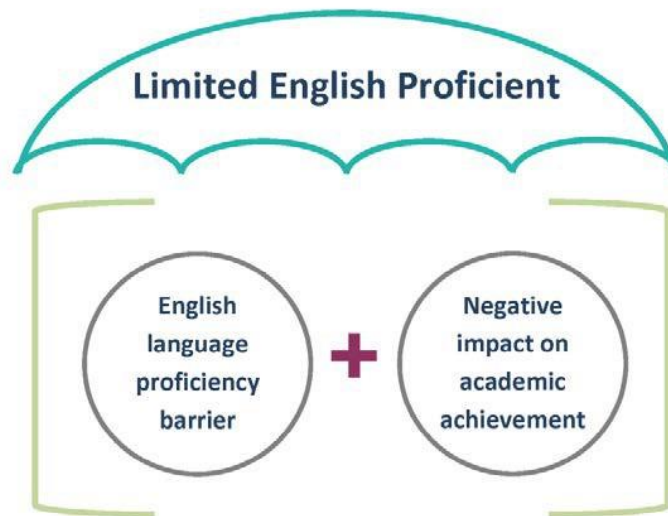 Limited English Proficient
English
language
proficiency
barrier
+
Negative
impact on
academic
achievement